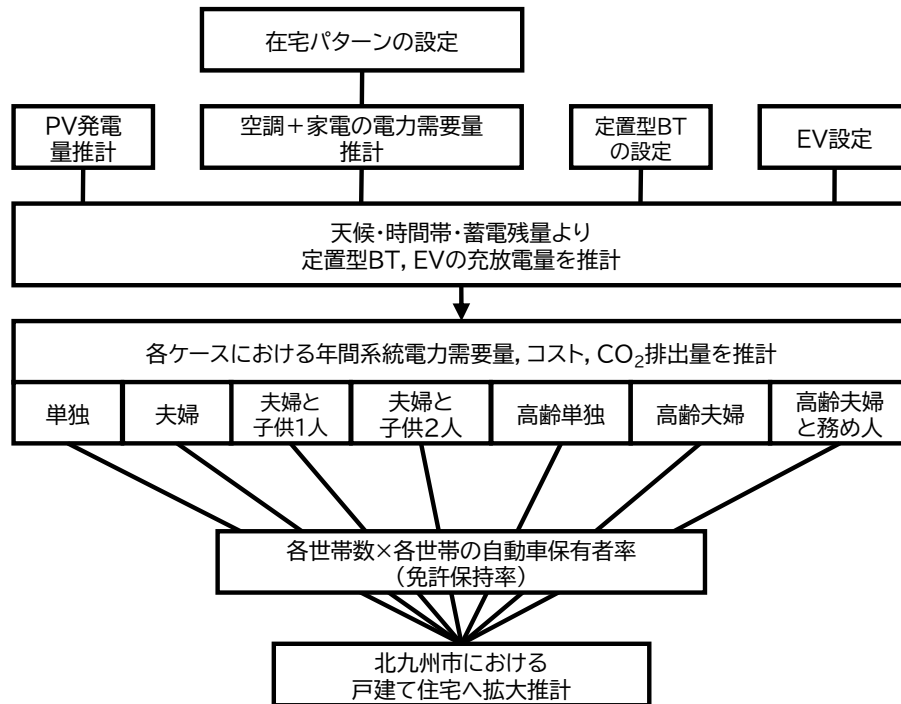 在宅パターンの設定
PV発電
量推計
空調＋家電の電力需要量
推計
定置型BT
の設定
EV設定
天候・時間帯・蓄電残量より
定置型BT, EVの充放電量を推計
各ケースにおける年間系統電力需要量, コスト, CO₂排出量を推計
単独
夫婦
夫婦と
子供1人
夫婦と
子供2人
高齢単独
高齢夫婦
高齢夫婦
と務め人
各世帯数×各世帯の自動車保有者率
（免許保持率）
北九州市における
戸建て住宅へ拡大推計